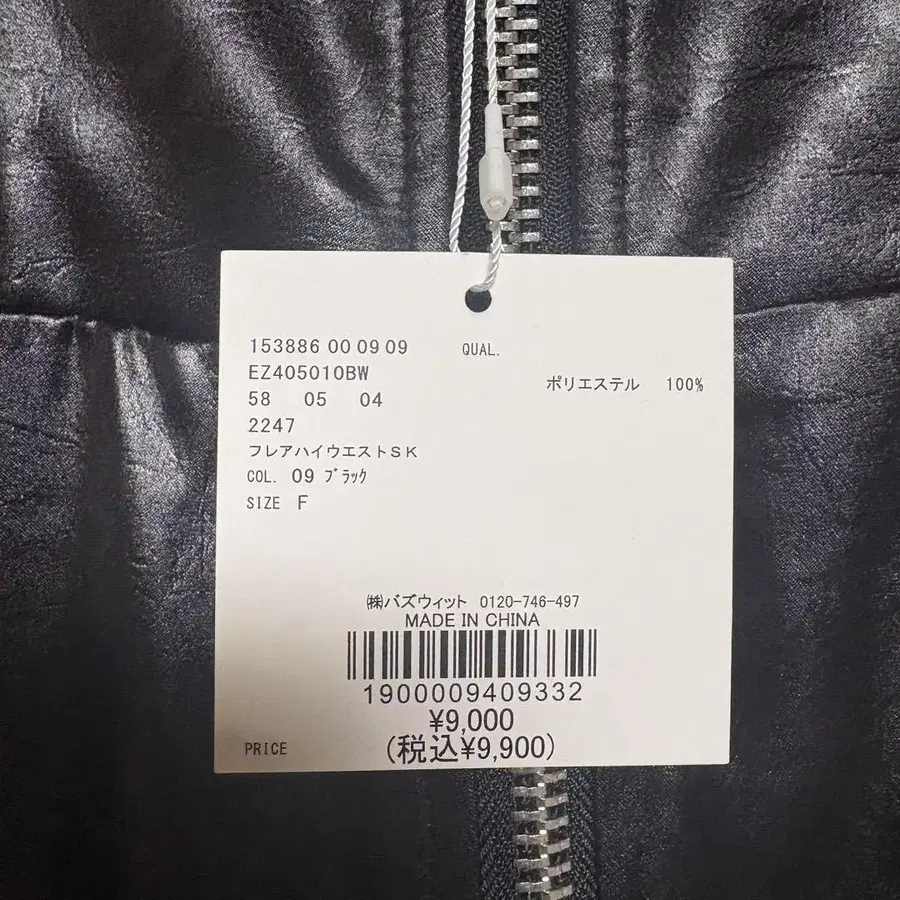 153886 00 09 09
QUAL.
EZ405010BW
ポリエステル 100%
58 05 04
2247
フレアハイウエストSK
COL. 09 ﾌﾞﾗｯｸ
SIZE F
㈱バズウィット 0120-746-497
MADE IN CHINA
1900009409332
¥9,000
PRICE (税込¥9,900)